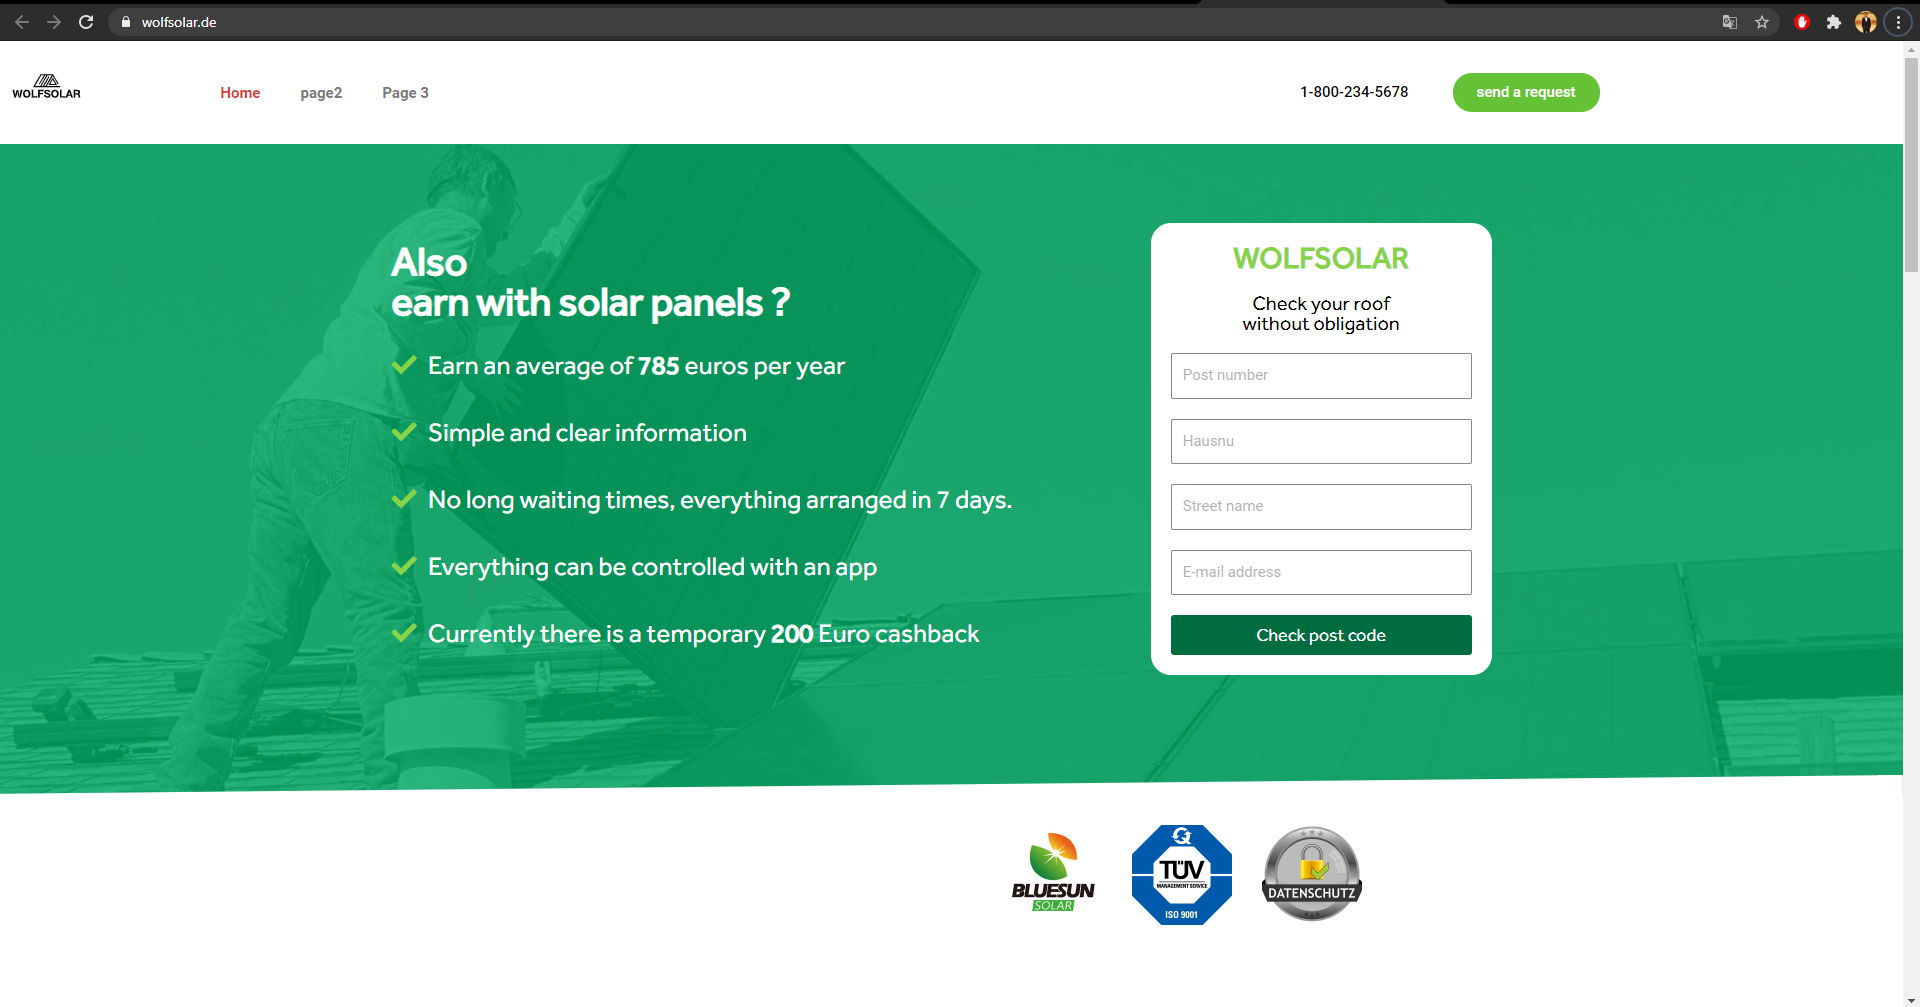 wolfsolar.de
WOLFSOLAR
Home
page2
Page 3
1-800-234-5678
send a request
Also
earn with solar panels ?
Earn an average of 785 euros per year
Simple and clear information
No long waiting times, everything arranged in 7 days.
Everything can be controlled with an app
Currently there is a temporary 200 Euro cashback
WOLFSOLAR
Check your roof
without obligation
Post number
Hausnu
Street name
E-mail address
Check post code
BLUESUN
SOLAR
TÜV
MANAGEMENT SERVICE
ISO 9001
DATENSCHUTZ